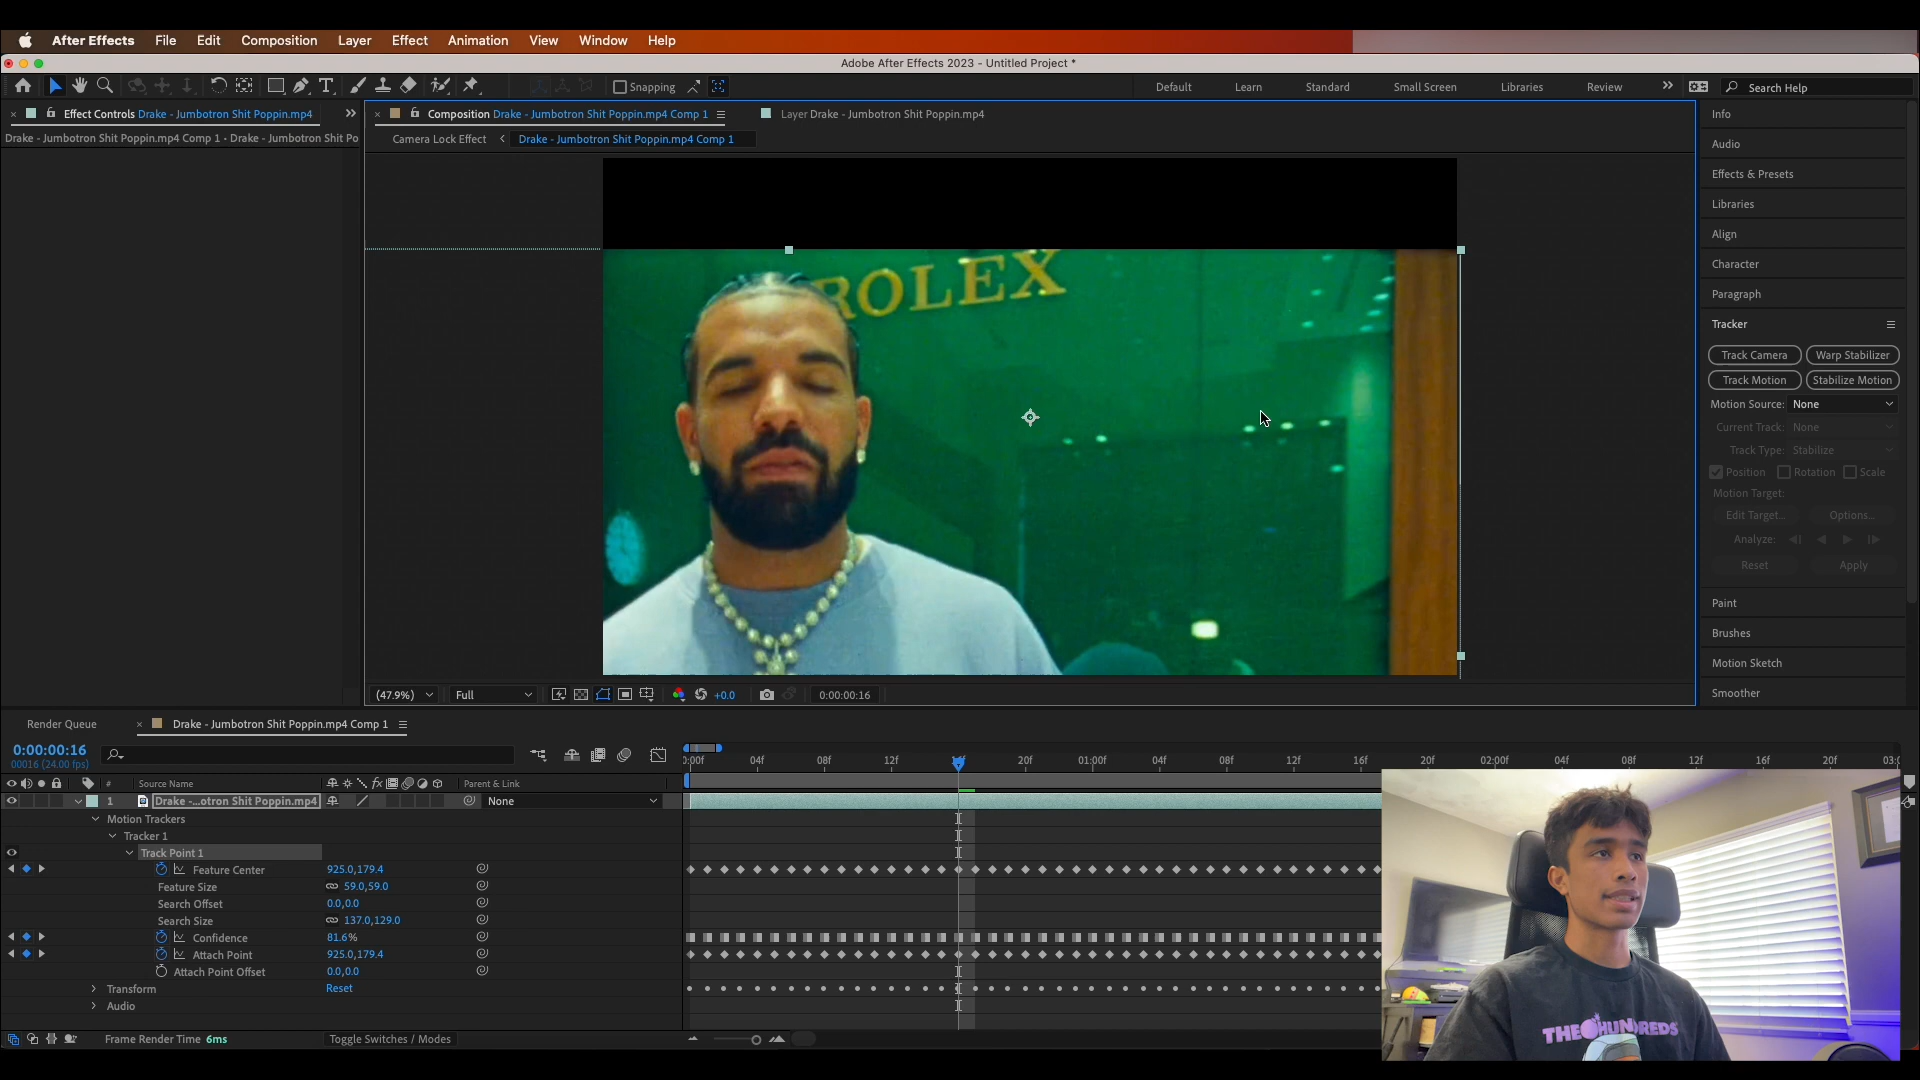 After Effects File Edit Composition Layer Effect Animation View Window Help
Adobe After Effects 2023 - Untitled Project *
Snapping Default Learn Standard Small Screen Libraries Review Search Help
Effect Controls Drake - Jumbotron Shit Poppin.mp4
Drake - Jumbotron Shit Poppin.mp4 Comp 1 - Drake - Jumbotron Shit Po
Composition Drake - Jumbotron Shit Poppin.mp4 Comp 1
Layer Drake - Jumbotron Shit Poppin.mp4
Camera Lock Effect < Drake - Jumbotron Shit Poppin.mp4 Comp 1
ROLEX
(47.9%) Full +0.0 0:00:00:16
Info
Audio
Effects & Presets
Libraries
Align
Character
Paragraph
Tracker
Track Camera Warp Stabilizer
Track Motion Stabilize Motion
Motion Source: None
Current Track: None
Track Type: Stabilize
Position Rotation Scale
Motion Target:
Edit Target... Options...
Analyze:
Reset Apply
Paint
Brushes
Motion Sketch
Smoother
Render Queue Drake - Jumbotron Shit Poppin.mp4 Comp 1
0:00:00:16
00016 (24.00 fps)
04f 08f 12f 20f 01:00f 04f 08f 12f 16f 20f 02:00f 04f 08f 12f 16f 20f
# Source Name Parent & Link
1 Drake -...otron Shit Poppin.mp4 None
Motion Trackers
Tracker 1
Track Point 1
Feature Center 925.0,179.4
Feature Size 59.0,59.0
Search Offset 0.0,0.0
Search Size 137.0,129.0
Confidence 81.6%
Attach Point 925.0,179.4
Attach Point Offset 0.0,0.0
Transform Reset
Audio
Frame Render Time 6ms Toggle Switches / Modes
THE HUNDREDS